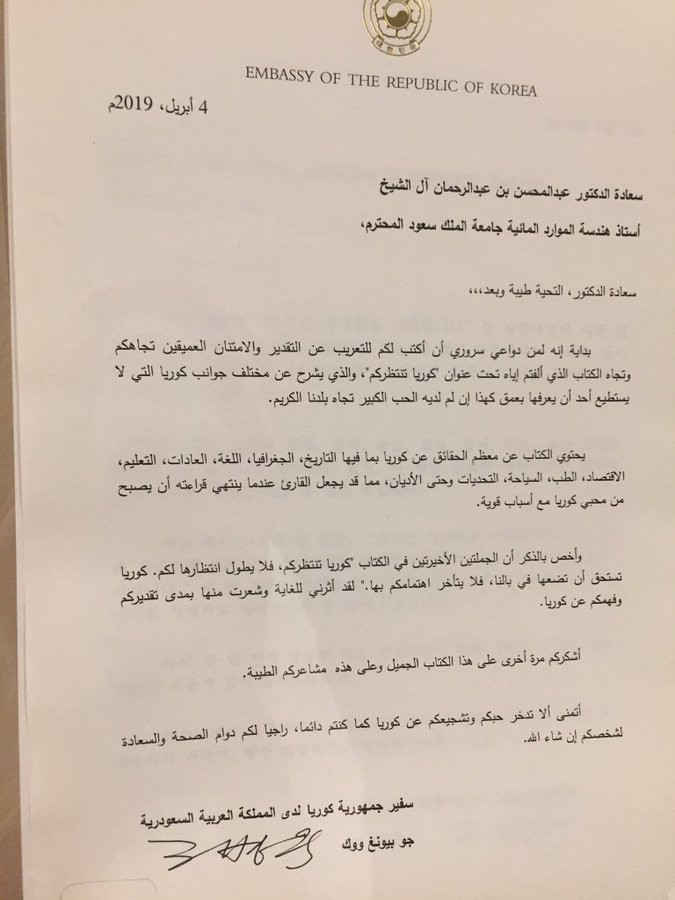 대한민국
EMBASSY OF THE REPUBLIC OF KOREA
4 أبريل، 2019م
سعادة الدكتور عبدالمحسن بن عبدالرحمان آل الشيخ
أستاذ هندسة الموارد المائية جامعة الملك سعود المحترم،
سعادة الدكتور، التحية طيبة وبعد،،،
بداية إنه لمن دواعي سروري أن أكتب لكم للتعريب عن التقدير والامتنان العميقين تجاهكم
وتجاه الكتاب الذي ألفتم إياه تحت عنوان "كوريا تنتظركم"، والذي يشرح عن مختلف جوانب كوريا التي لا
يستطيع أحد أن يعرفها بعمق كهذا إن لم لديه الحب الكبير تجاه بلدنا الكريم.
يحتوي الكتاب عن معظم الحقائق عن كوريا بما فيها التاريخ، الجغرافيا، اللغة، العادات، التعليم،
الاقتصاد، الطب، السياحة، التحديات وحتى الأديان، مما قد يجعل القارئ عندما ينتهي قراءته أن يصبح
من محبي كوريا مع أسباب قوية.
وأخص بالذكر أن الجملتين الأخيرتين في الكتاب "كوريا تنتظركم، فلا يطول انتظارها لكم. كوريا
تستحق أن تضعها في بالنا، فلا يتأخر اهتمامكم بها." لقد أثرني للغاية وشعرت منها بمدى تقديركم
وفهمكم عن كوريا.
أشكركم مرة أخرى على هذا الكتاب الجميل وعلى هذه مشاعركم الطيبة.
أتمنى ألا تدخر حبكم وتشجيعكم عن كوريا كما كنتم دائما، راجيا لكم دوام الصحة والسعادة
لشخصكم إن شاء الله.
سفير جمهورية كوريا لدى المملكة العربية السعودية
جو بيونغ ووك